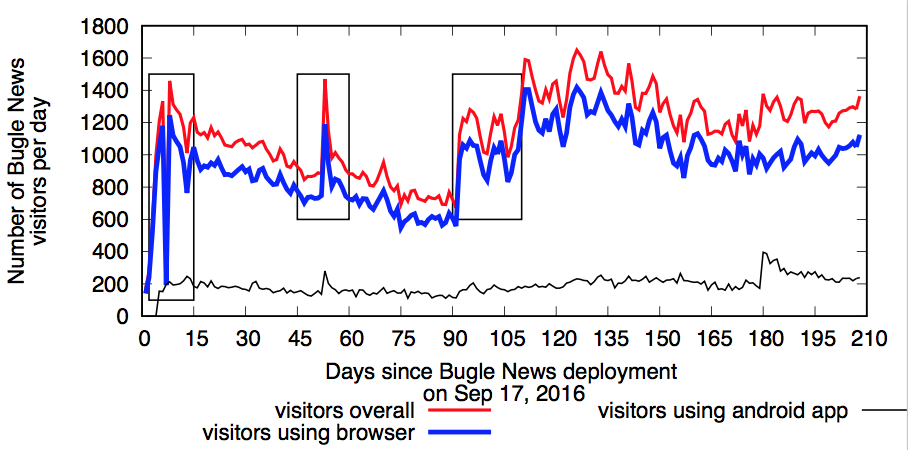 Number of Bugle News
visitors per day
1800
1600
1400
1200
1000
800
600
400
200
0
0 15 30 45 60 75 90 105 120 135 150 165 180 195 210
Days since Bugle News deployment
on Sep 17, 2016
visitors overall
visitors using android app
visitors using browser